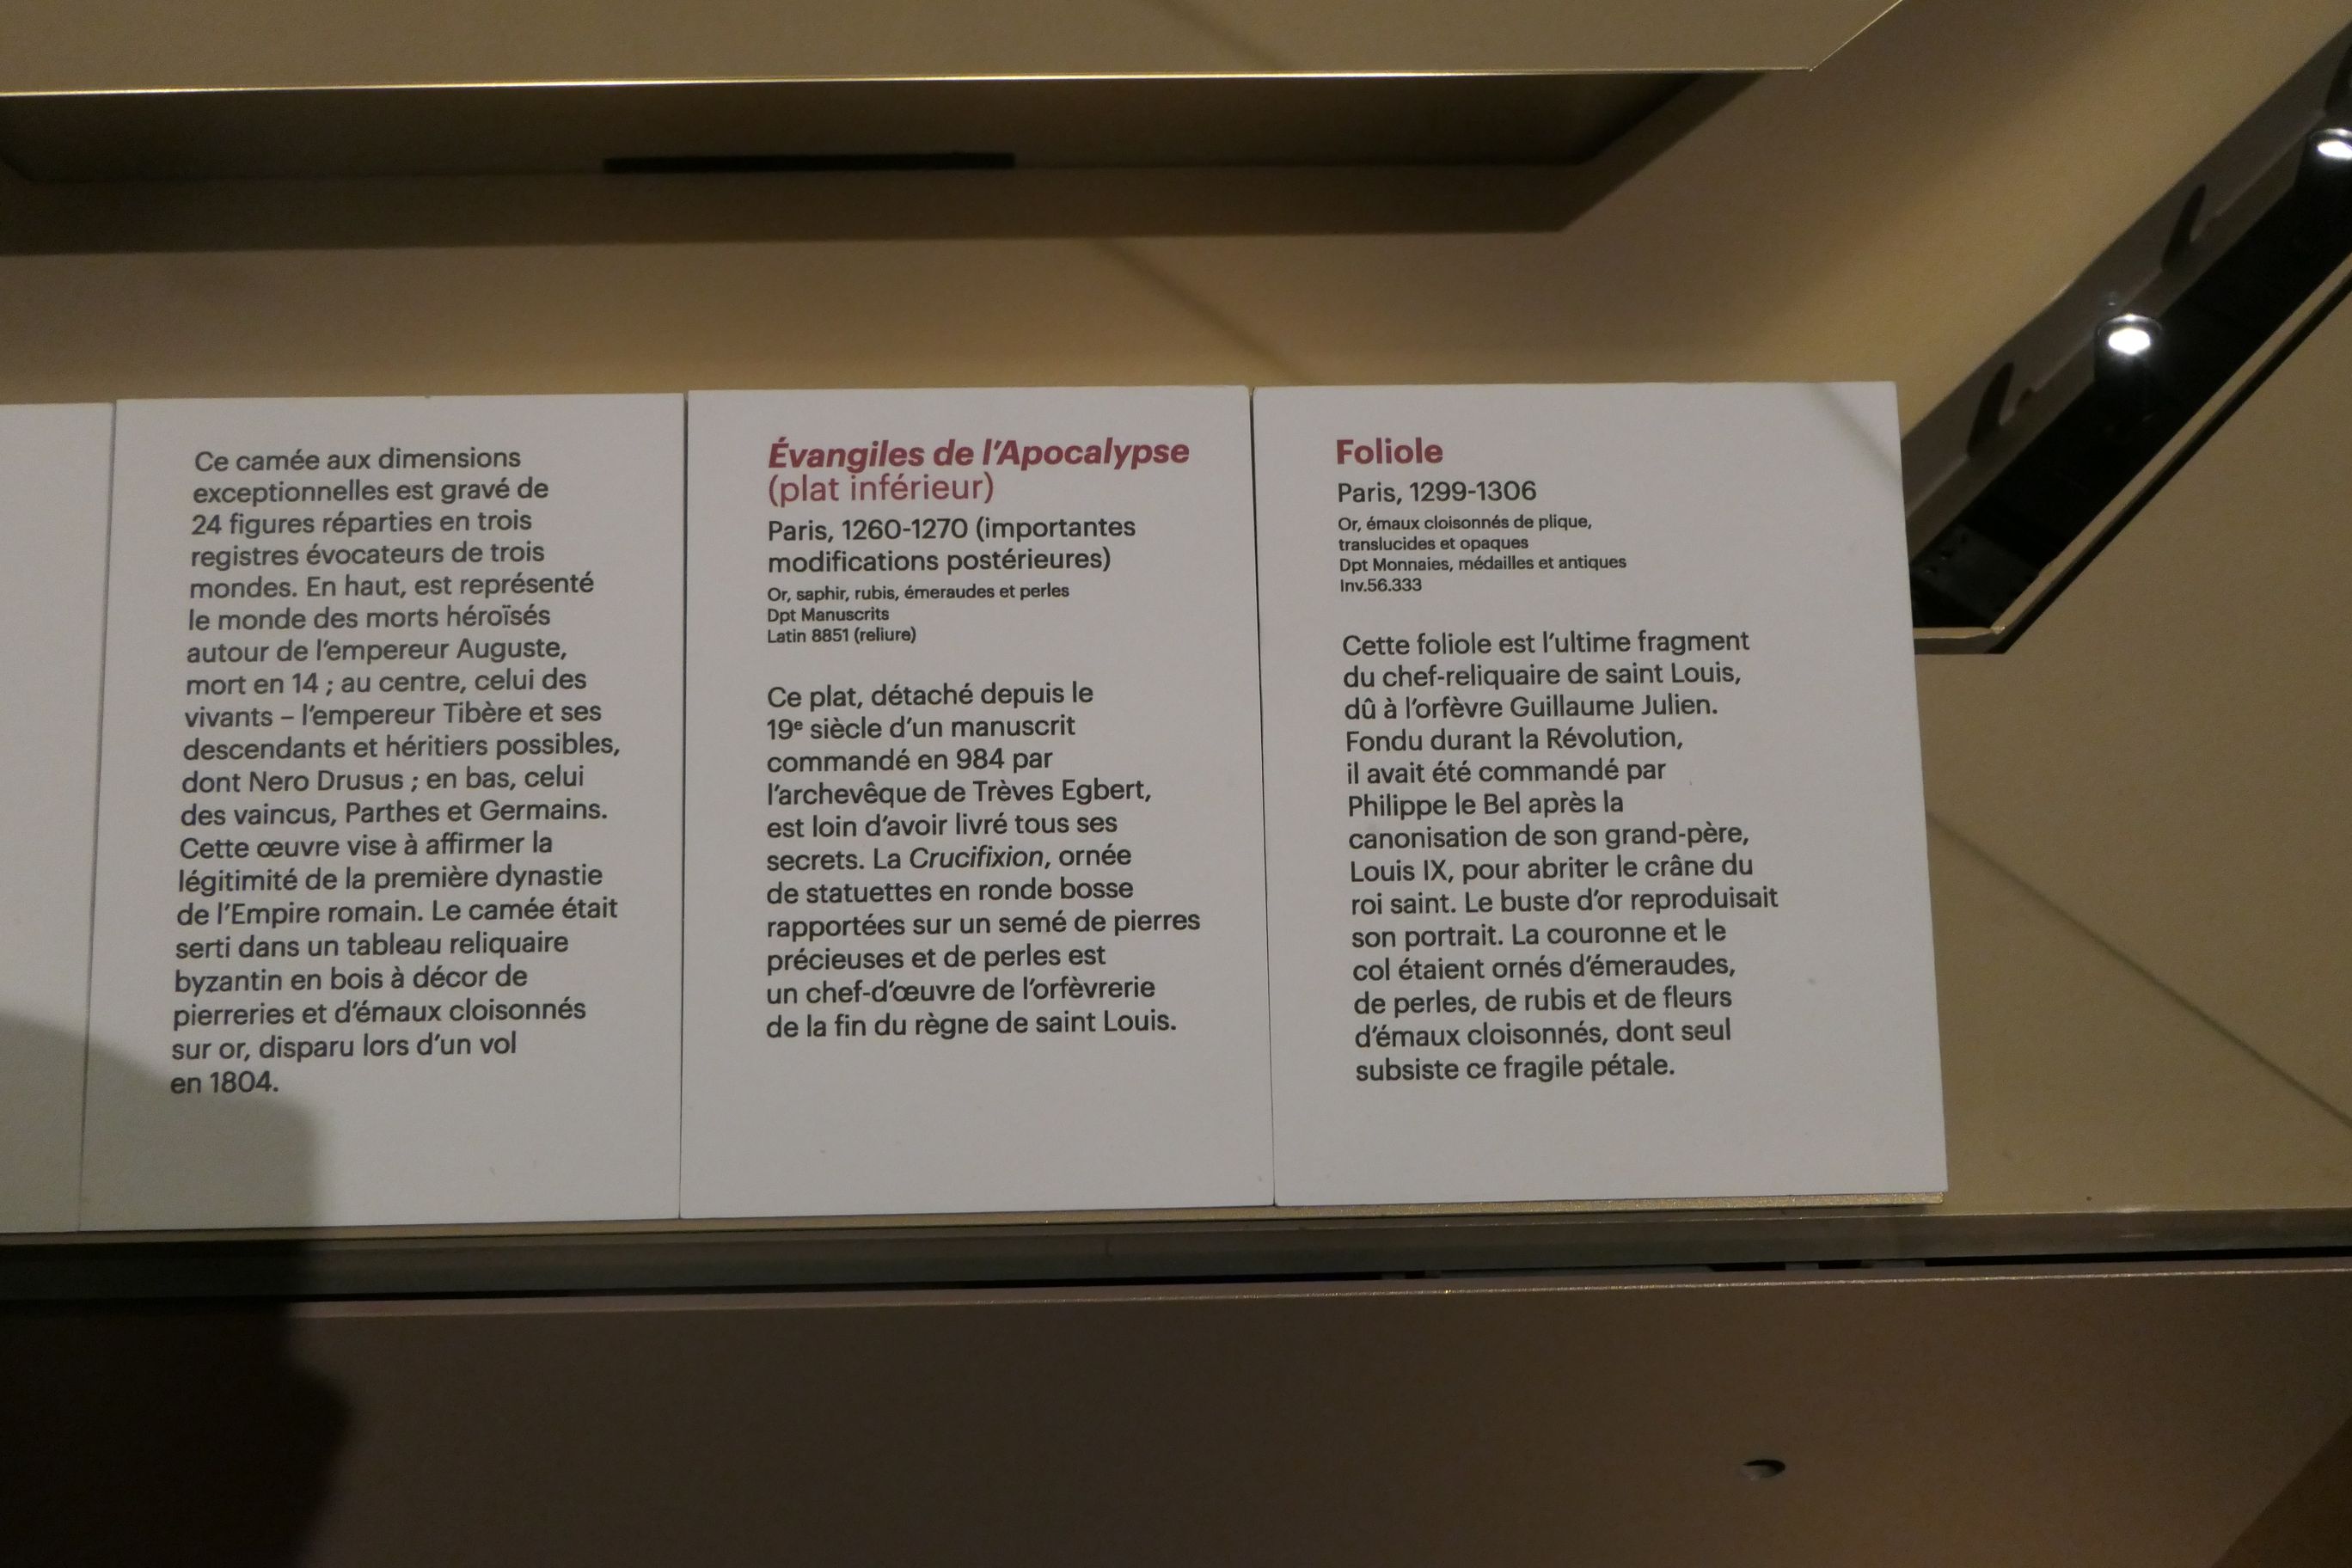 Ce camée aux dimensions
exceptionnelles est gravé de
24 figures réparties en trois
registres évocateurs de trois
mondes. En haut, est représenté
le monde des morts héroïsés
autour de l'empereur Auguste,
mort en 14 ; au centre, celui des
vivants – l'empereur Tibère et ses
descendants et héritiers possibles,
dont Nero Drusus ; en bas, celui
des vaincus, Parthes et Germains.
Cette œuvre vise à affirmer la
légitimité de la première dynastie
de l'Empire romain. Le camée était
serti dans un tableau reliquaire
byzantin en bois à décor de
pierreries et d'émaux cloisonnés
sur or, disparu lors d'un vol
en 1804.
Évangiles de l'Apocalypse
(plat inférieur)
Paris, 1260-1270 (importantes
modifications postérieures)
Or, saphir, rubis, émeraudes et perles
Dpt Manuscrits
Latin 8851 (reliure)
Ce plat, détaché depuis le
19e siècle d'un manuscrit
commandé en 984 par
l'archevêque de Trèves Egbert,
est loin d'avoir livré tous ses
secrets. La Crucifixion, ornée
de statuettes en ronde bosse
rapportées sur un semé de pierres
précieuses et de perles est
un chef-d'œuvre de l'orfèvrerie
de la fin du règne de saint Louis.
Foliole
Paris, 1299-1306
Or, émaux cloisonnés de plique,
translucides et opaques
Dpt Monnaies, médailles et antiques
Inv.56.333
Cette foliole est l'ultime fragment
du chef-reliquaire de saint Louis,
dû à l'orfèvre Guillaume Julien.
Fondu durant la Révolution,
il avait été commandé par
Philippe le Bel après la
canonisation de son grand-père,
Louis IX, pour abriter le crâne du
roi saint. Le buste d'or reproduisait
son portrait. La couronne et le
col étaient ornés d'émeraudes,
de perles, de rubis et de fleurs
d'émaux cloisonnés, dont seul
subsiste ce fragile pétale.